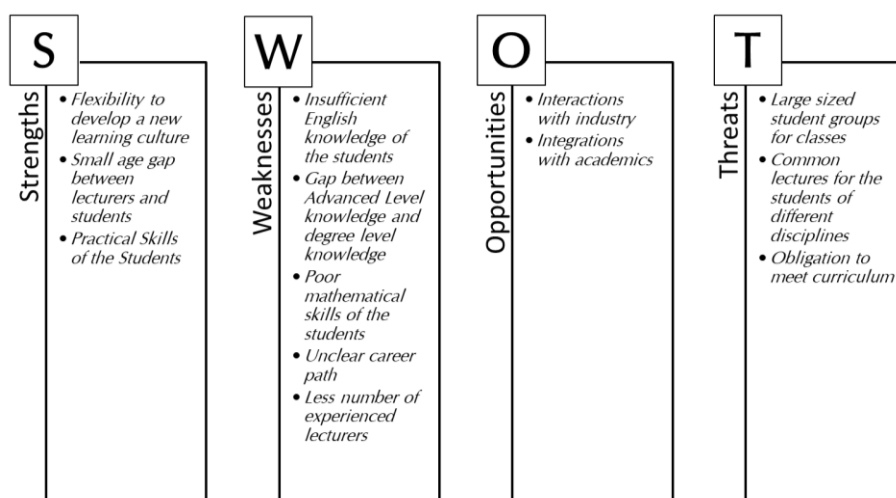 S
Strengths
• Flexibility to
develop a new
learning culture
• Small age gap
between
lecturers and
students
• Practical Skills
of the Students
W
Weaknesses
• Insufficient
English
knowledge of
the students
• Gap between
Advanced Level
knowledge and
degree level
knowledge
• Poor
mathematical
skills of the
students
• Unclear career
path
• Less number of
experienced
lecturers
O
Opportunities
• Interactions
with industry
• Integrations
with academics
T
Threats
• Large sized
student groups
for classes
• Common
lectures for the
students of
different
disciplines
• Obligation to
meet curriculum